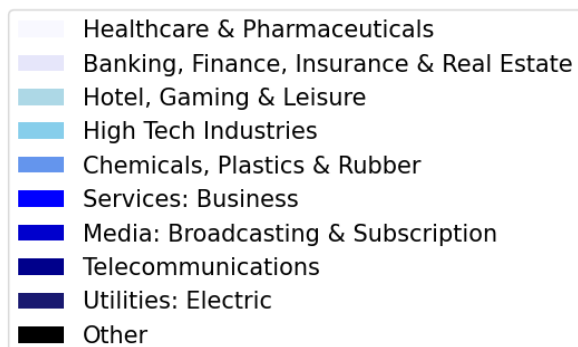 Healthcare & Pharmaceuticals
Banking, Finance, Insurance & Real Estate
Hotel, Gaming & Leisure
High Tech Industries
Chemicals, Plastics & Rubber
Services: Business
Media: Broadcasting & Subscription
Telecommunications
Utilities: Electric
Other